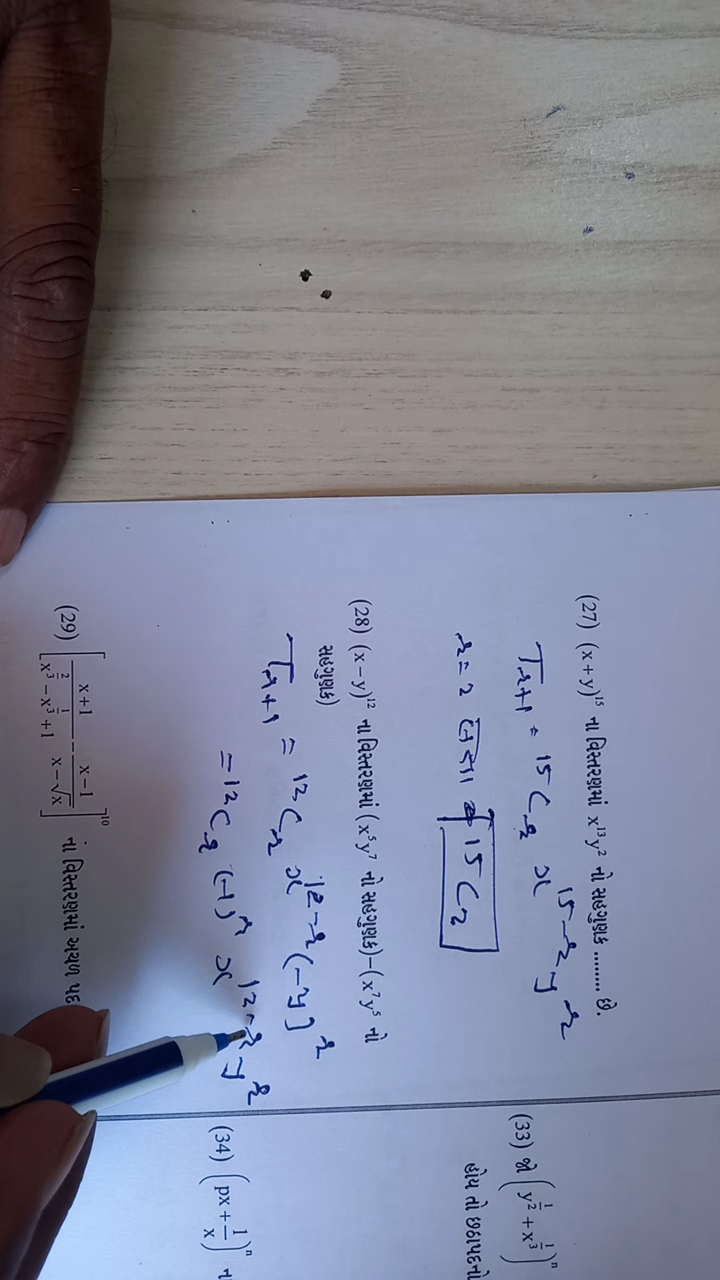 (27) (x + y)¹⁵ ના વિસ્તરણમાં x¹³y² નો સહગુણક ........ છે.
Tr+1 = 15Cr x^15-r y^r
r = 2 15C2
(28) (x – y)¹² ના વિસ્તરણમાં (x⁵y⁷ નો સહગુણક) – (x⁷y⁵ નો
સહગુણક)
Tr+1 = 12Cr x^12-r (-y)^r
= 12Cr (-1)^r x^12-r y^r
(29) [(x + 1)/(x^(2/3) – x^(1/3) + 1) – (x – 1)/(x – √x)]¹⁰ નાં વિસ્તરણમાં અચળ પદ
(33) જો (y^(1/2) + x^(1/3))^n
હોય તો છઠ્ઠાપદનો
(34) (px + 1/x)^n